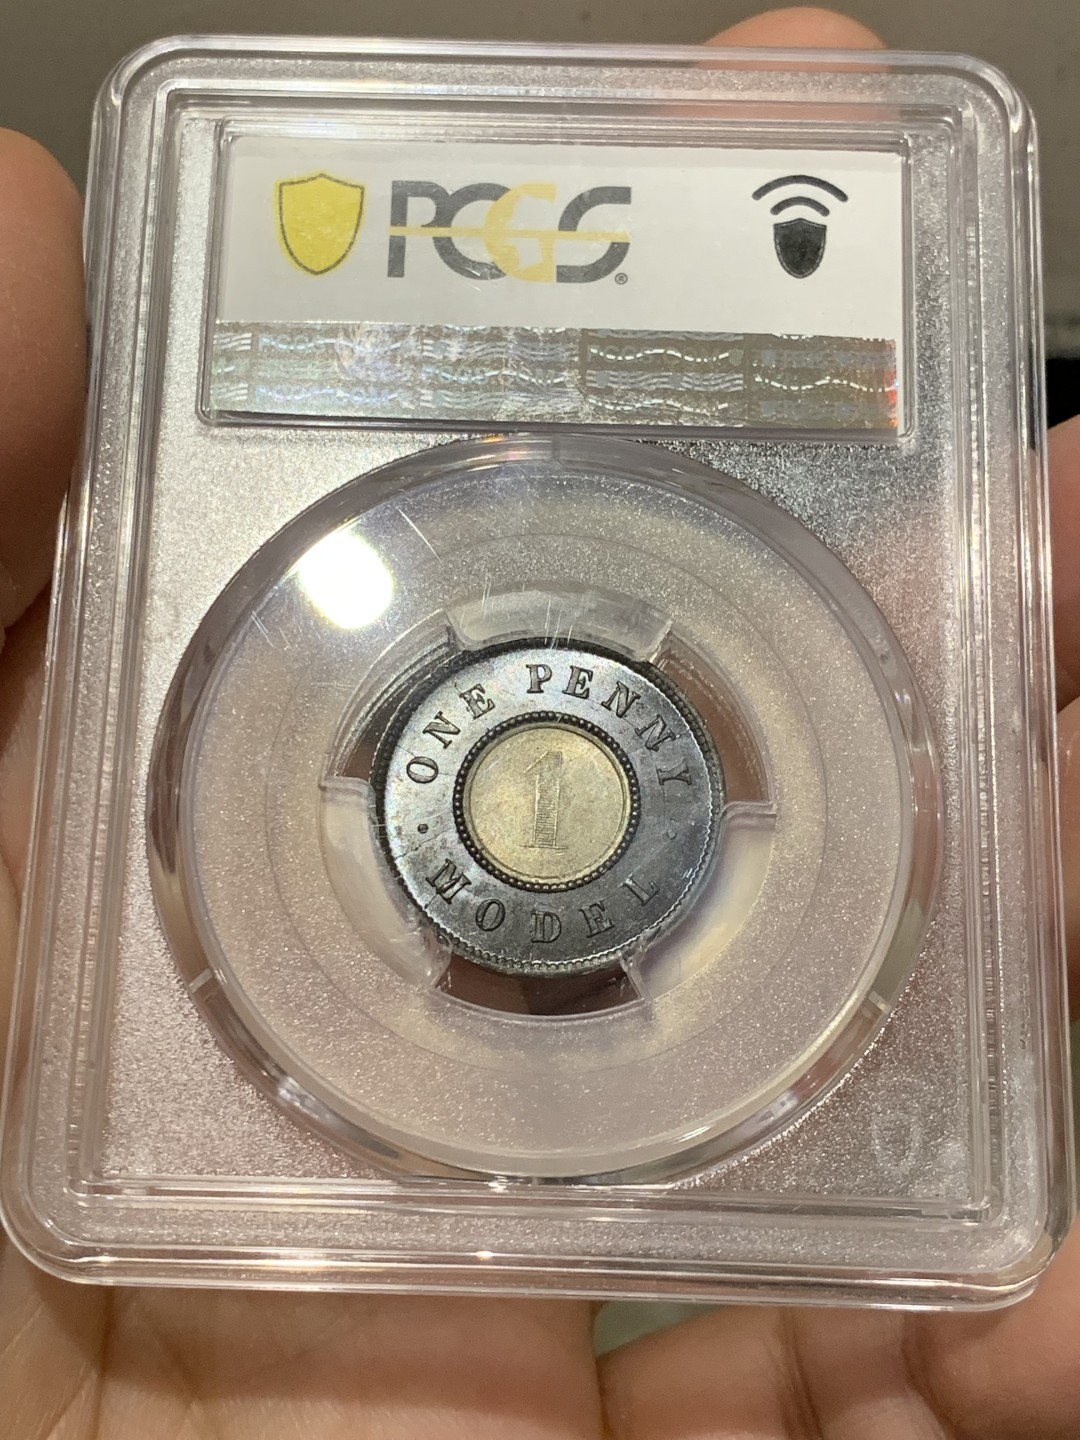 PCGS®
ONE PENNY
1
· MODEL ·